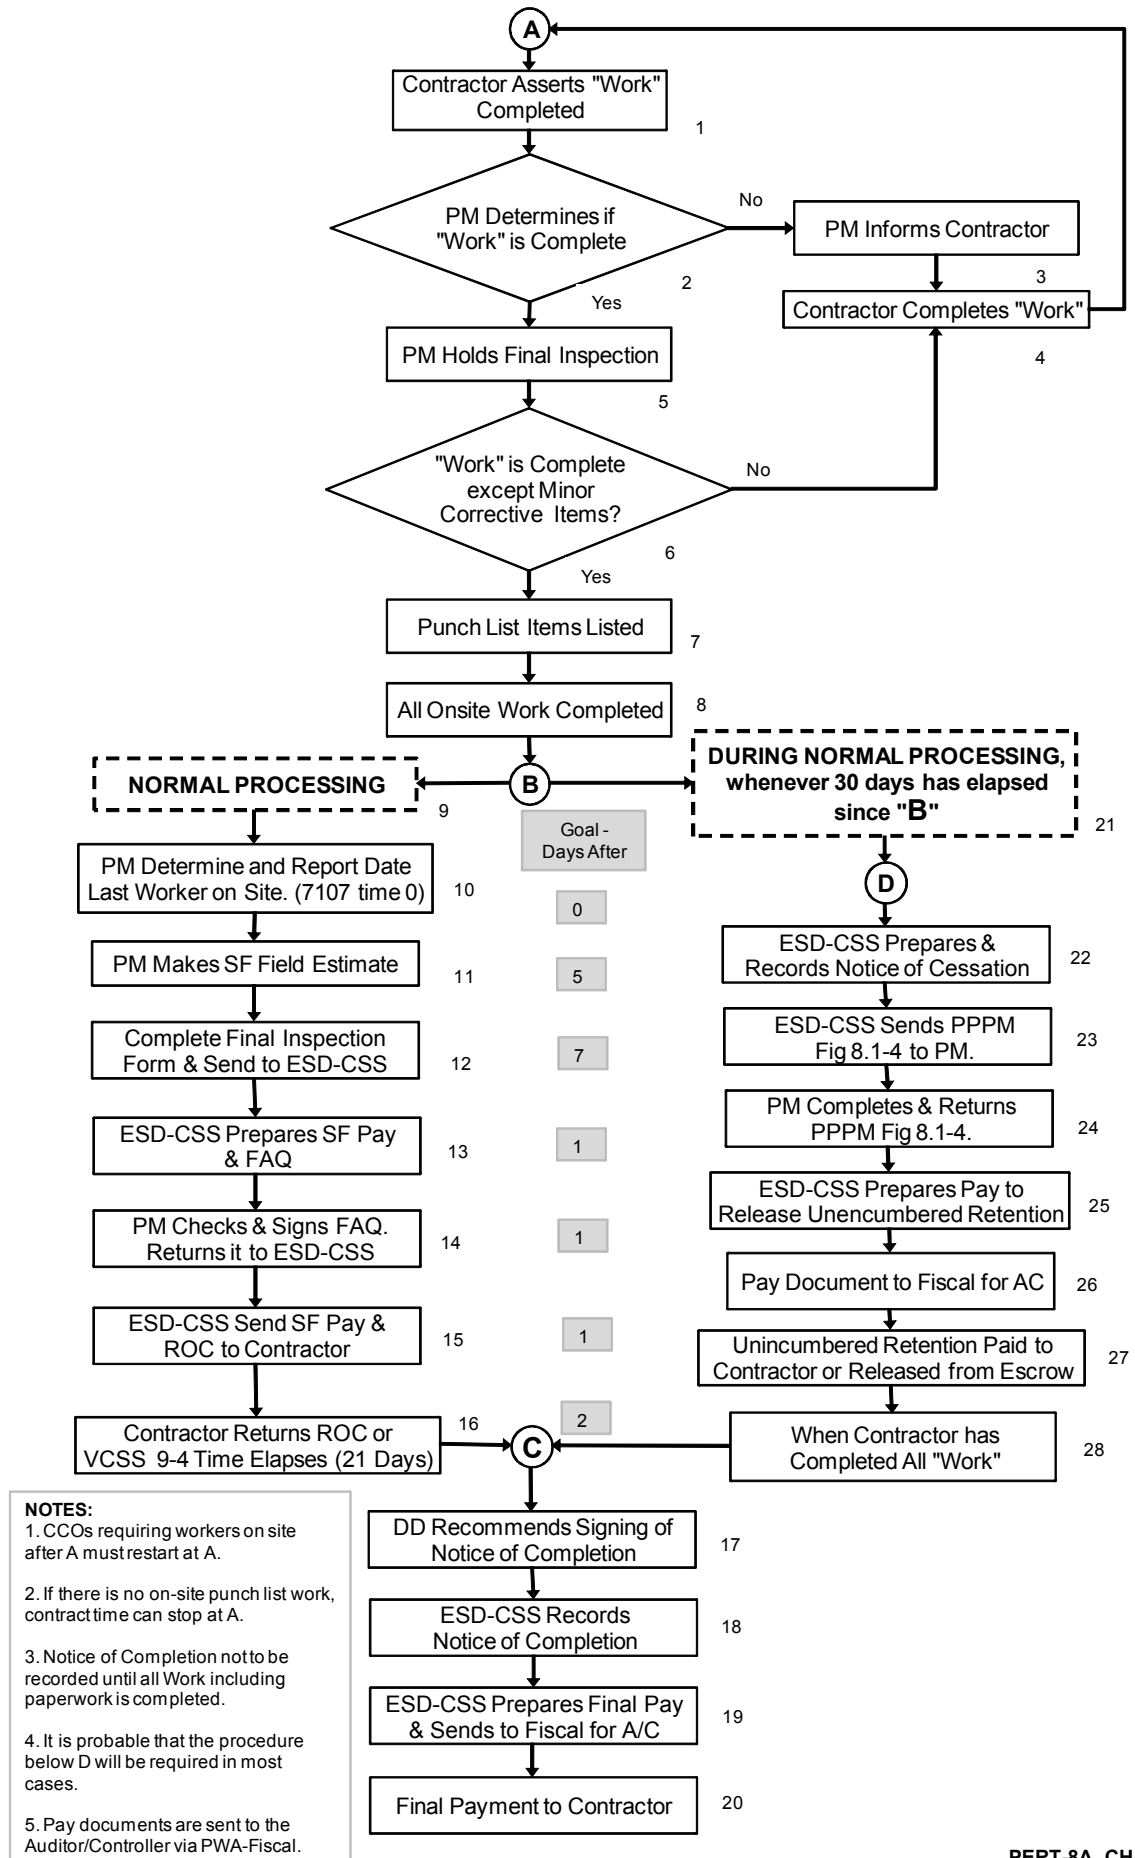 A
Contractor Asserts "Work"
Completed
1
PM Determines if
"Work" is Complete
2
No
Yes
PM Informs Contractor
3
Contractor Completes "Work"
4
PM Holds Final Inspection
5
"Work" is Complete
except Minor
Corrective Items?
6
No
Yes
Punch List Items Listed
7
All Onsite Work Completed
8
B
NORMAL PROCESSING
9
PM Determine and Report Date
Last Worker on Site. (7107 time 0)
10
PM Makes SF Field Estimate
11
Complete Final Inspection
Form & Send to ESD-CSS
12
ESD-CSS Prepares SF Pay
& FAQ
13
PM Checks & Signs FAQ.
Returns it to ESD-CSS
14
ESD-CSS Send SF Pay &
ROC to Contractor
15
Contractor Returns ROC or
VCSS 9-4 Time Elapses (21 Days)
16
Goal -
Days After
0
5
7
1
1
1
2
DURING NORMAL PROCESSING,
whenever 30 days has elapsed
since "B"
21
D
ESD-CSS Prepares &
Records Notice of Cessation
22
ESD-CSS Sends PPPM
Fig 8.1-4 to PM.
23
PM Completes & Returns
PPPM Fig 8.1-4.
24
ESD-CSS Prepares Pay to
Release Unencumbered Retention
25
Pay Document to Fiscal for AC
26
Unincumbered Retention Paid to
Contractor or Released from Escrow
27
When Contractor has
Completed All "Work"
28
C
DD Recommends Signing of
Notice of Completion
17
ESD-CSS Records
Notice of Completion
18
ESD-CSS Prepares Final Pay
& Sends to Fiscal for A/C
19
Final Payment to Contractor
20
NOTES:
1. CCOs requiring workers on site
after A must restart at A.
2. If there is no on-site punch list work,
contract time can stop at A.
3. Notice of Completion not to be
recorded until all Work including
paperwork is completed.
4. It is probable that the procedure
below D will be required in most
cases.
5. Pay documents are sent to the
Auditor/Controller via PWA-Fiscal.
PERT-8A CH